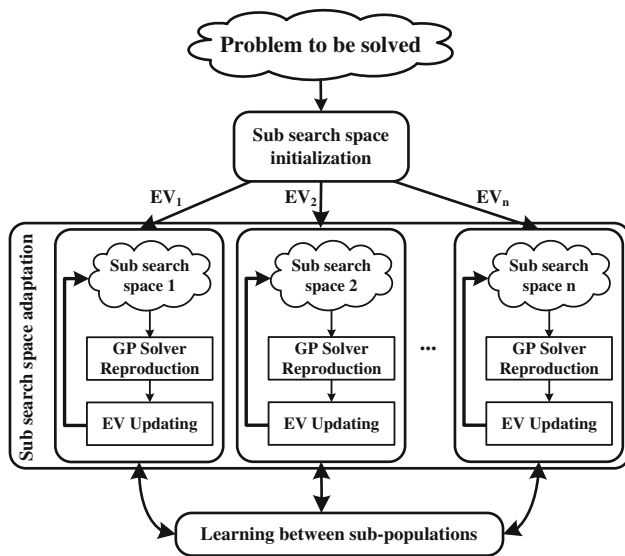 Problem to be solved
Sub search space
initialization
EV1
EV2
EVn
Sub search space adaptation
Sub search
space 1
GP Solver
Reproduction
EV Updating
Sub search
space 2
GP Solver
Reproduction
EV Updating
...
Sub search
space n
GP Solver
Reproduction
EV Updating
Learning between sub-populations